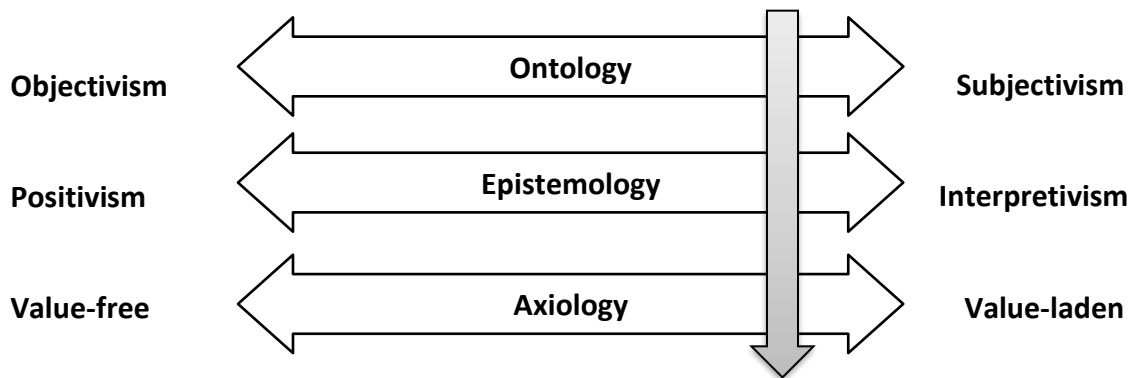 Ontology
Objectivism
Subjectivism
Epistemology
Positivism
Interpretivism
Axiology
Value-free
Value-laden